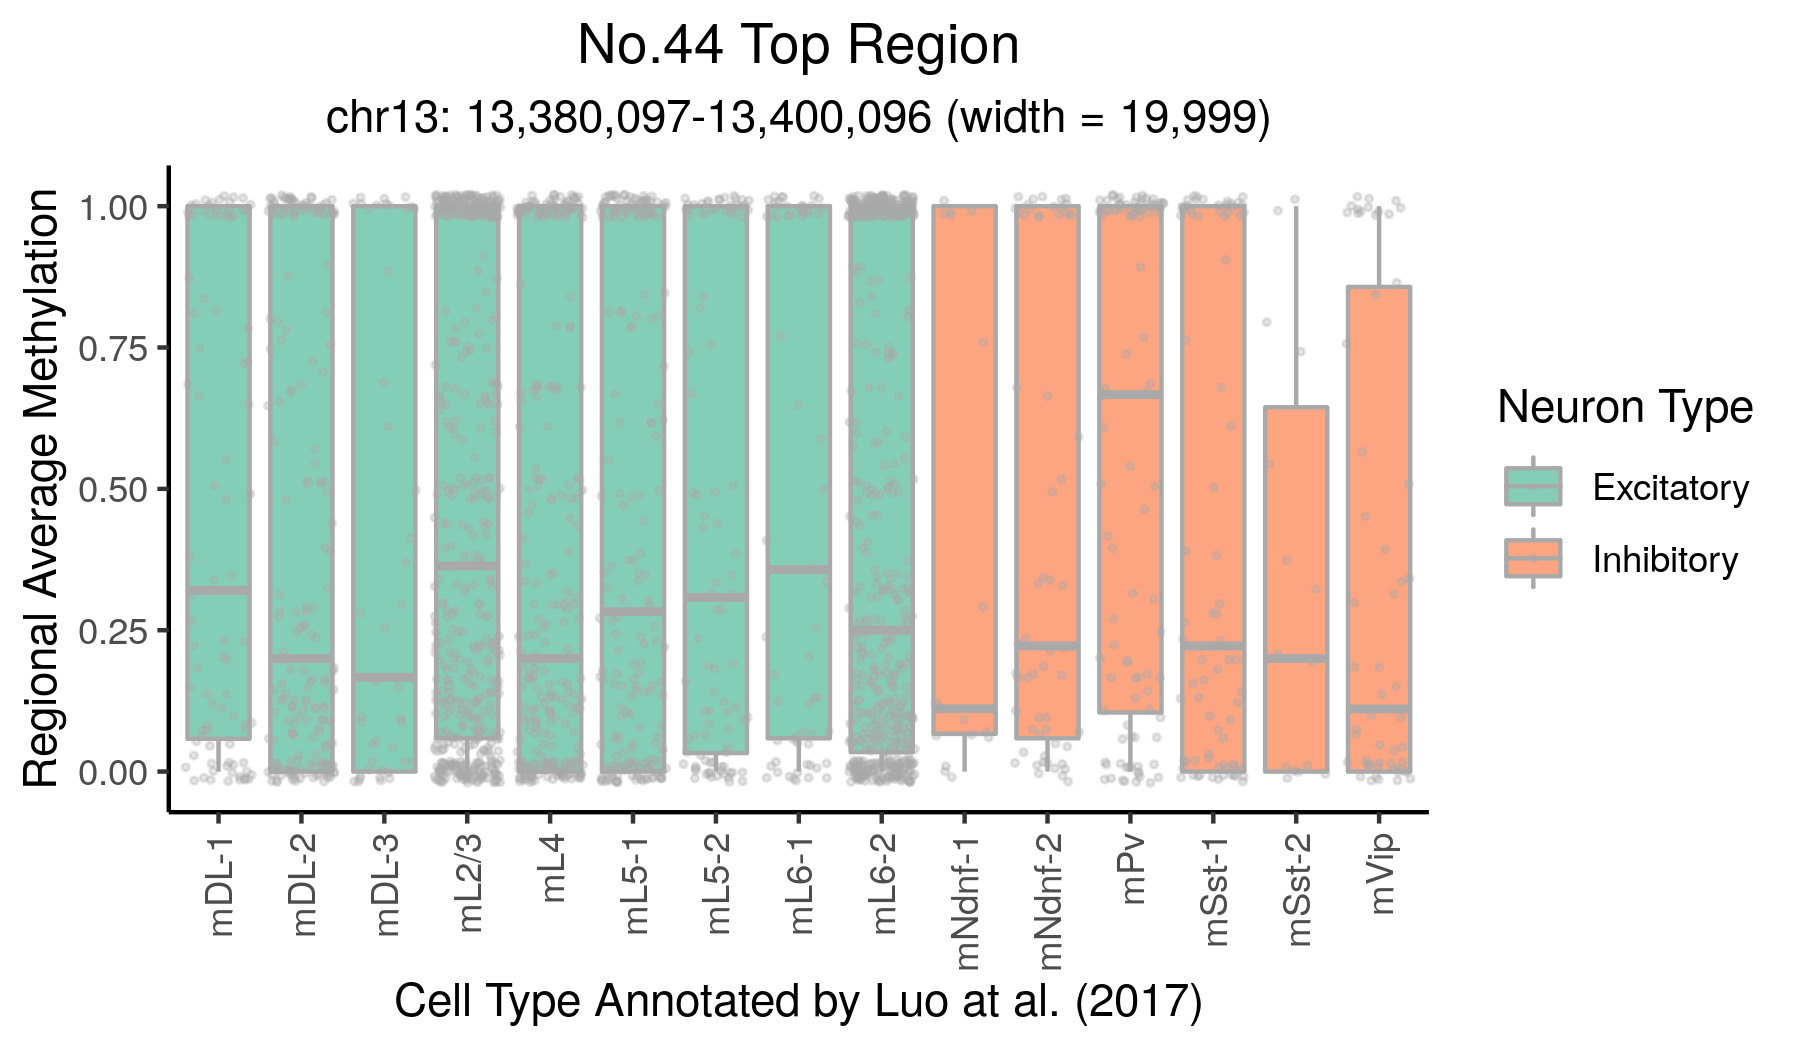 No.44 Top Region
chr13: 13,380,097-13,400,096 (width = 19,999)
Regional Average Methylation
1.00
0.75
0.50
0.25
0.00
mDL-1
mDL-2
mDL-3
mL2/3
mL4
mL5-1
mL5-2
mL6-1
mL6-2
mNdnf-1
mNdnf-2
mPv
mSst-1
mSst-2
mVip
Cell Type Annotated by Luo at al. (2017)
Neuron Type
Excitatory
Inhibitory